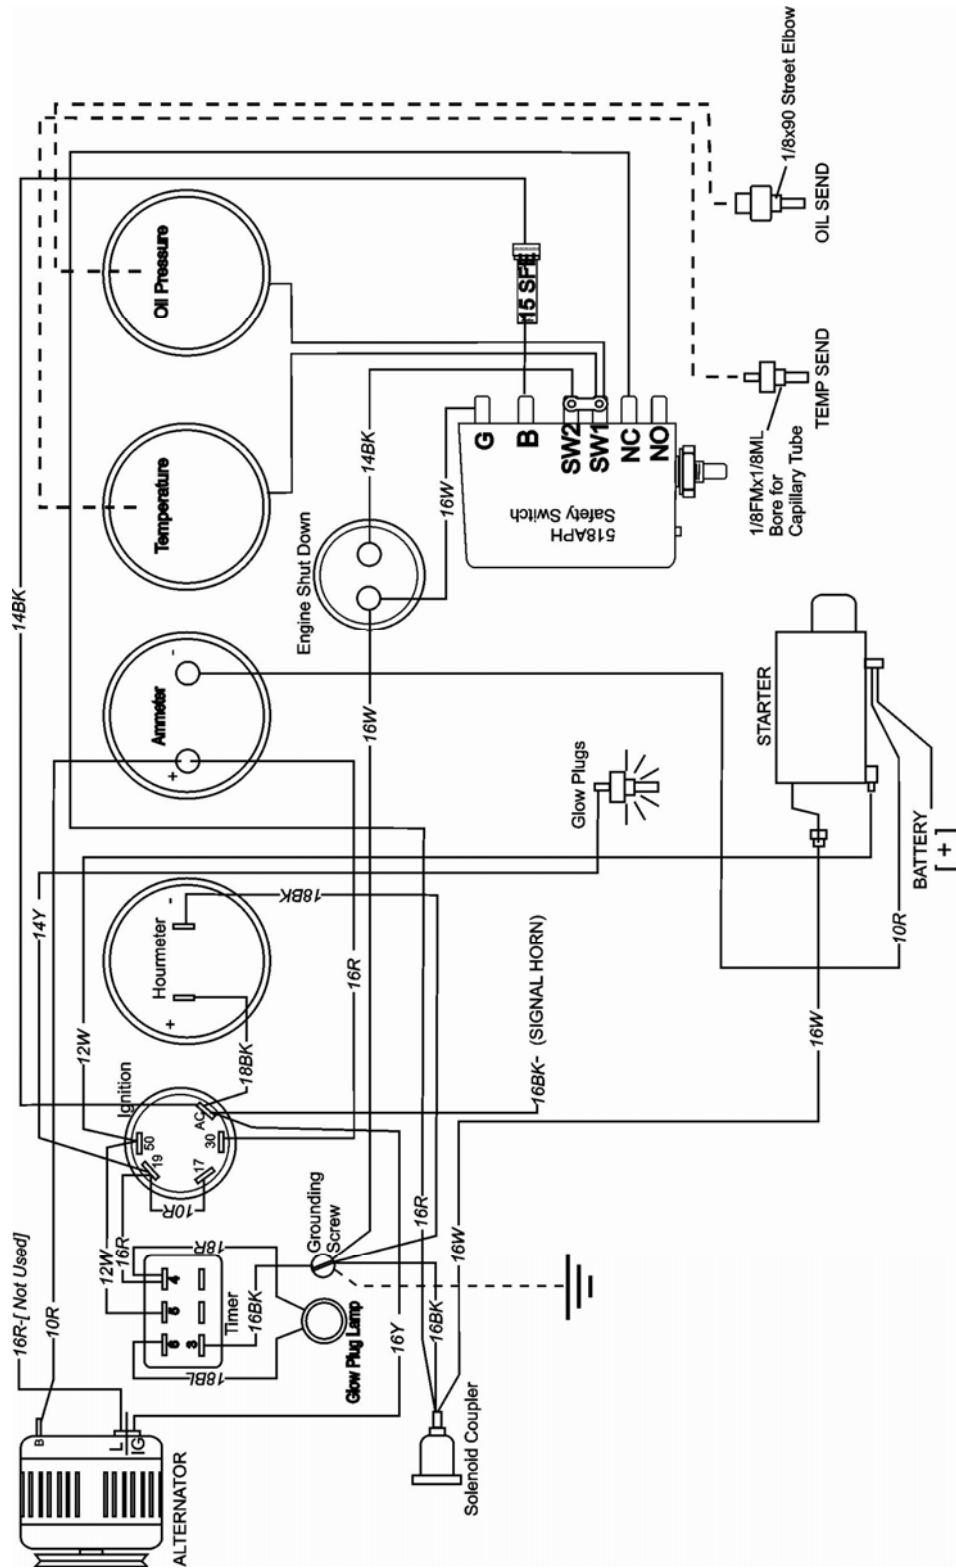 16R-[ Not Used]
B
L
IG
ALTERNATOR
10R
12W
16R
10R
12W
14Y
14BK
Ignition
50
19
17
30
AC
Timer
4
5
6
3
18R
18BL
16BK
Glow Plug Lamp
Grounding
Screw
16Y
16BK
16R
16W
Solenoid Coupler
Hourmeter
+
-
18BK
18BK
Ammeter
+
-
16R
16W
16BK- (SIGNAL HORN)
Temperature
Oil Pressure
Engine Shut Down
14BK
16W
15 SFE
G
B
SW2
SW1
NC
NO
518APH
Safety Switch
Glow Plugs
STARTER
BATTERY
[ + ]
10R
16W
1/8FMx1/8ML
Bore for
Capillary Tube
TEMP SEND
1/8x90 Street Elbow
OIL SEND